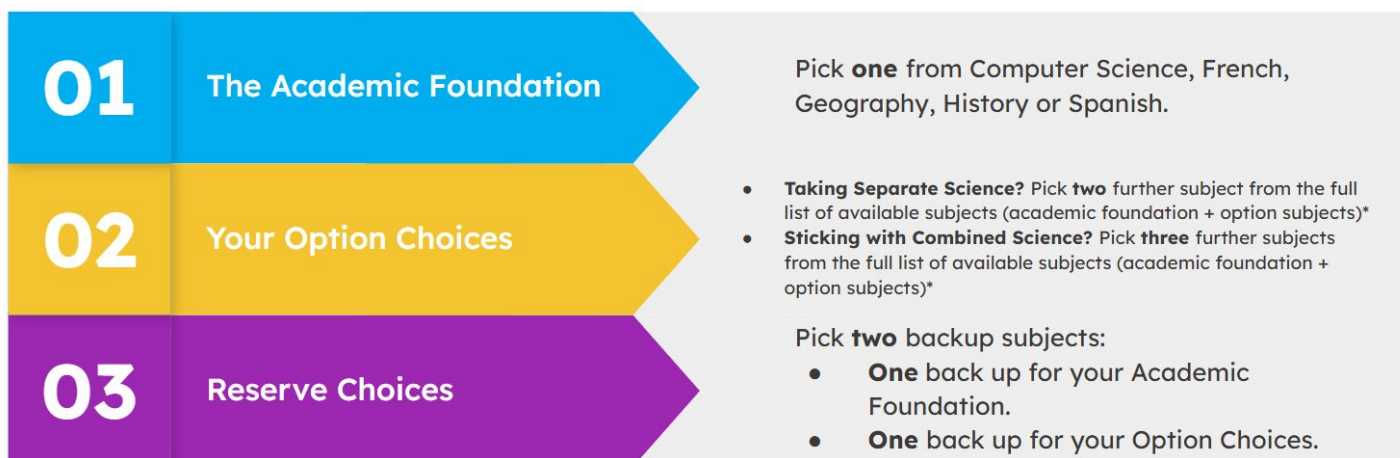 01
The Academic Foundation
Pick one from Computer Science, French,
Geography, History or Spanish.
02
Your Option Choices
● Taking Separate Science? Pick two further subject from the full
list of available subjects (academic foundation + option subjects)*
● Sticking with Combined Science? Pick three further subjects
from the full list of available subjects (academic foundation +
option subjects)*
03
Reserve Choices
Pick two backup subjects:
● One back up for your Academic
Foundation.
● One back up for your Option Choices.